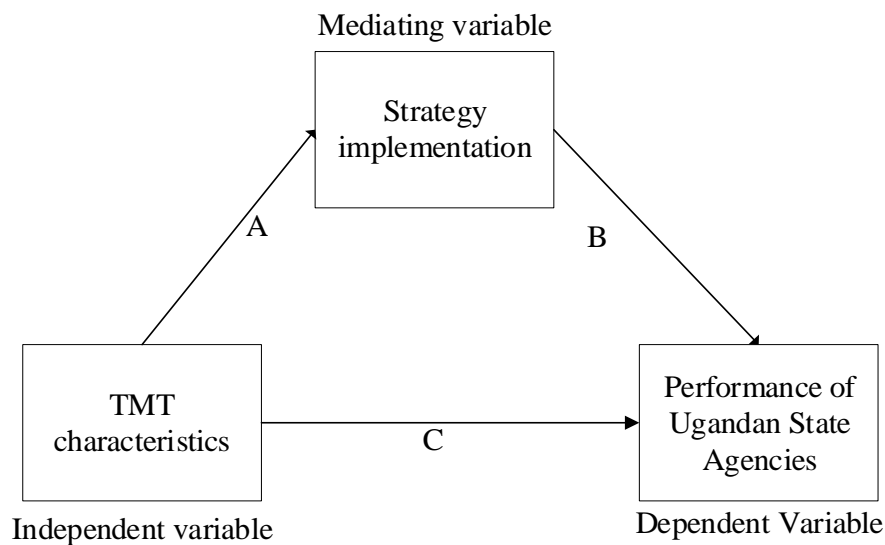 Mediating variable
Strategy
implementation
A
B
TMT
characteristics
C
Performance of
Ugandan State
Agencies
Independent variable
Dependent Variable